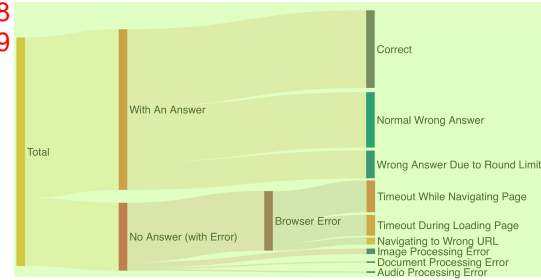 8
9
Correct
With An Answer
Normal Wrong Answer
Total
Wrong Answer Due to Round Limit
Timeout While Navigating Page
Browser Error
No Answer (with Error)
Timeout During Loading Page
Navigating to Wrong URL
Image Processing Error
Document Processing Error
Audio Processing Error